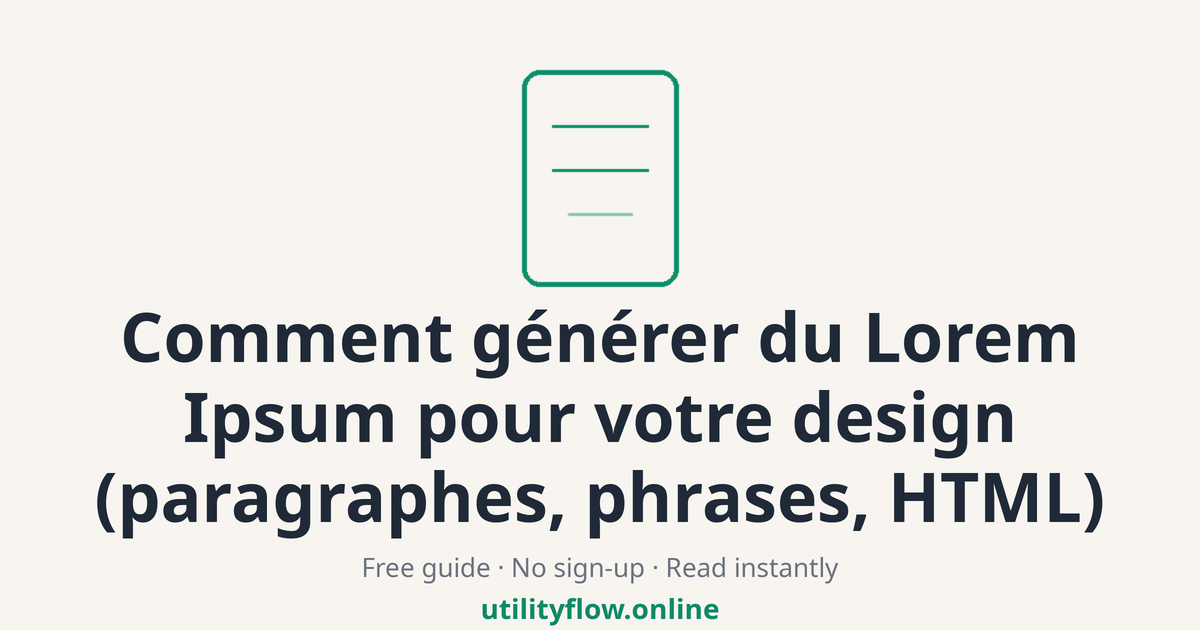 Comment générer du Lorem
Ipsum pour votre design
(paragraphes, phrases, HTML)
Free guide · No sign-up · Read instantly
utilityflow.online